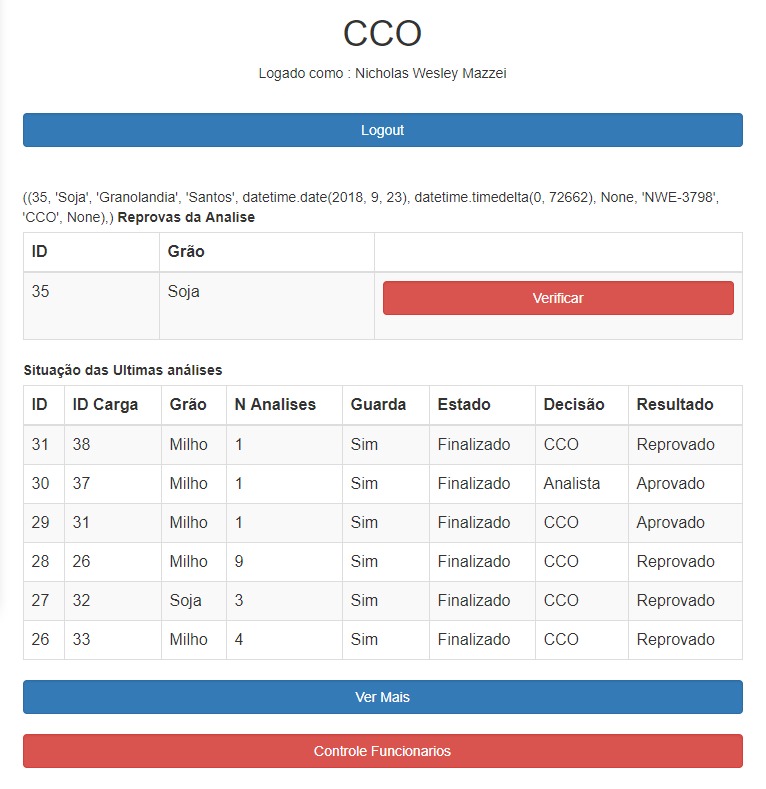 CCO
Logado como : Nicholas Wesley Mazzei
Logout
((35, 'Soja', 'Granolandia', 'Santos', datetime.date(2018, 9, 23), datetime.timedelta(0, 72662), None, 'NWE-3798',
'CCO', None),) Reprovas da Analise
ID Grão
35 Soja Verificar
Situação das Ultimas análises
ID ID Carga Grão N Analises Guarda Estado Decisão Resultado
31 38 Milho 1 Sim Finalizado CCO Reprovado
30 37 Milho 1 Sim Finalizado Analista Aprovado
29 31 Milho 1 Sim Finalizado CCO Aprovado
28 26 Milho 9 Sim Finalizado CCO Reprovado
27 32 Soja 3 Sim Finalizado CCO Reprovado
26 33 Milho 4 Sim Finalizado CCO Reprovado
Ver Mais
Controle Funcionarios